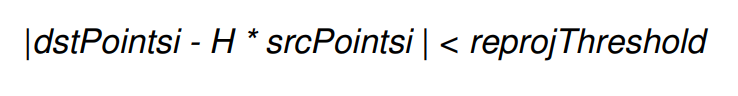 |dstPointsi - H * srcPointsi | < reprojThreshold